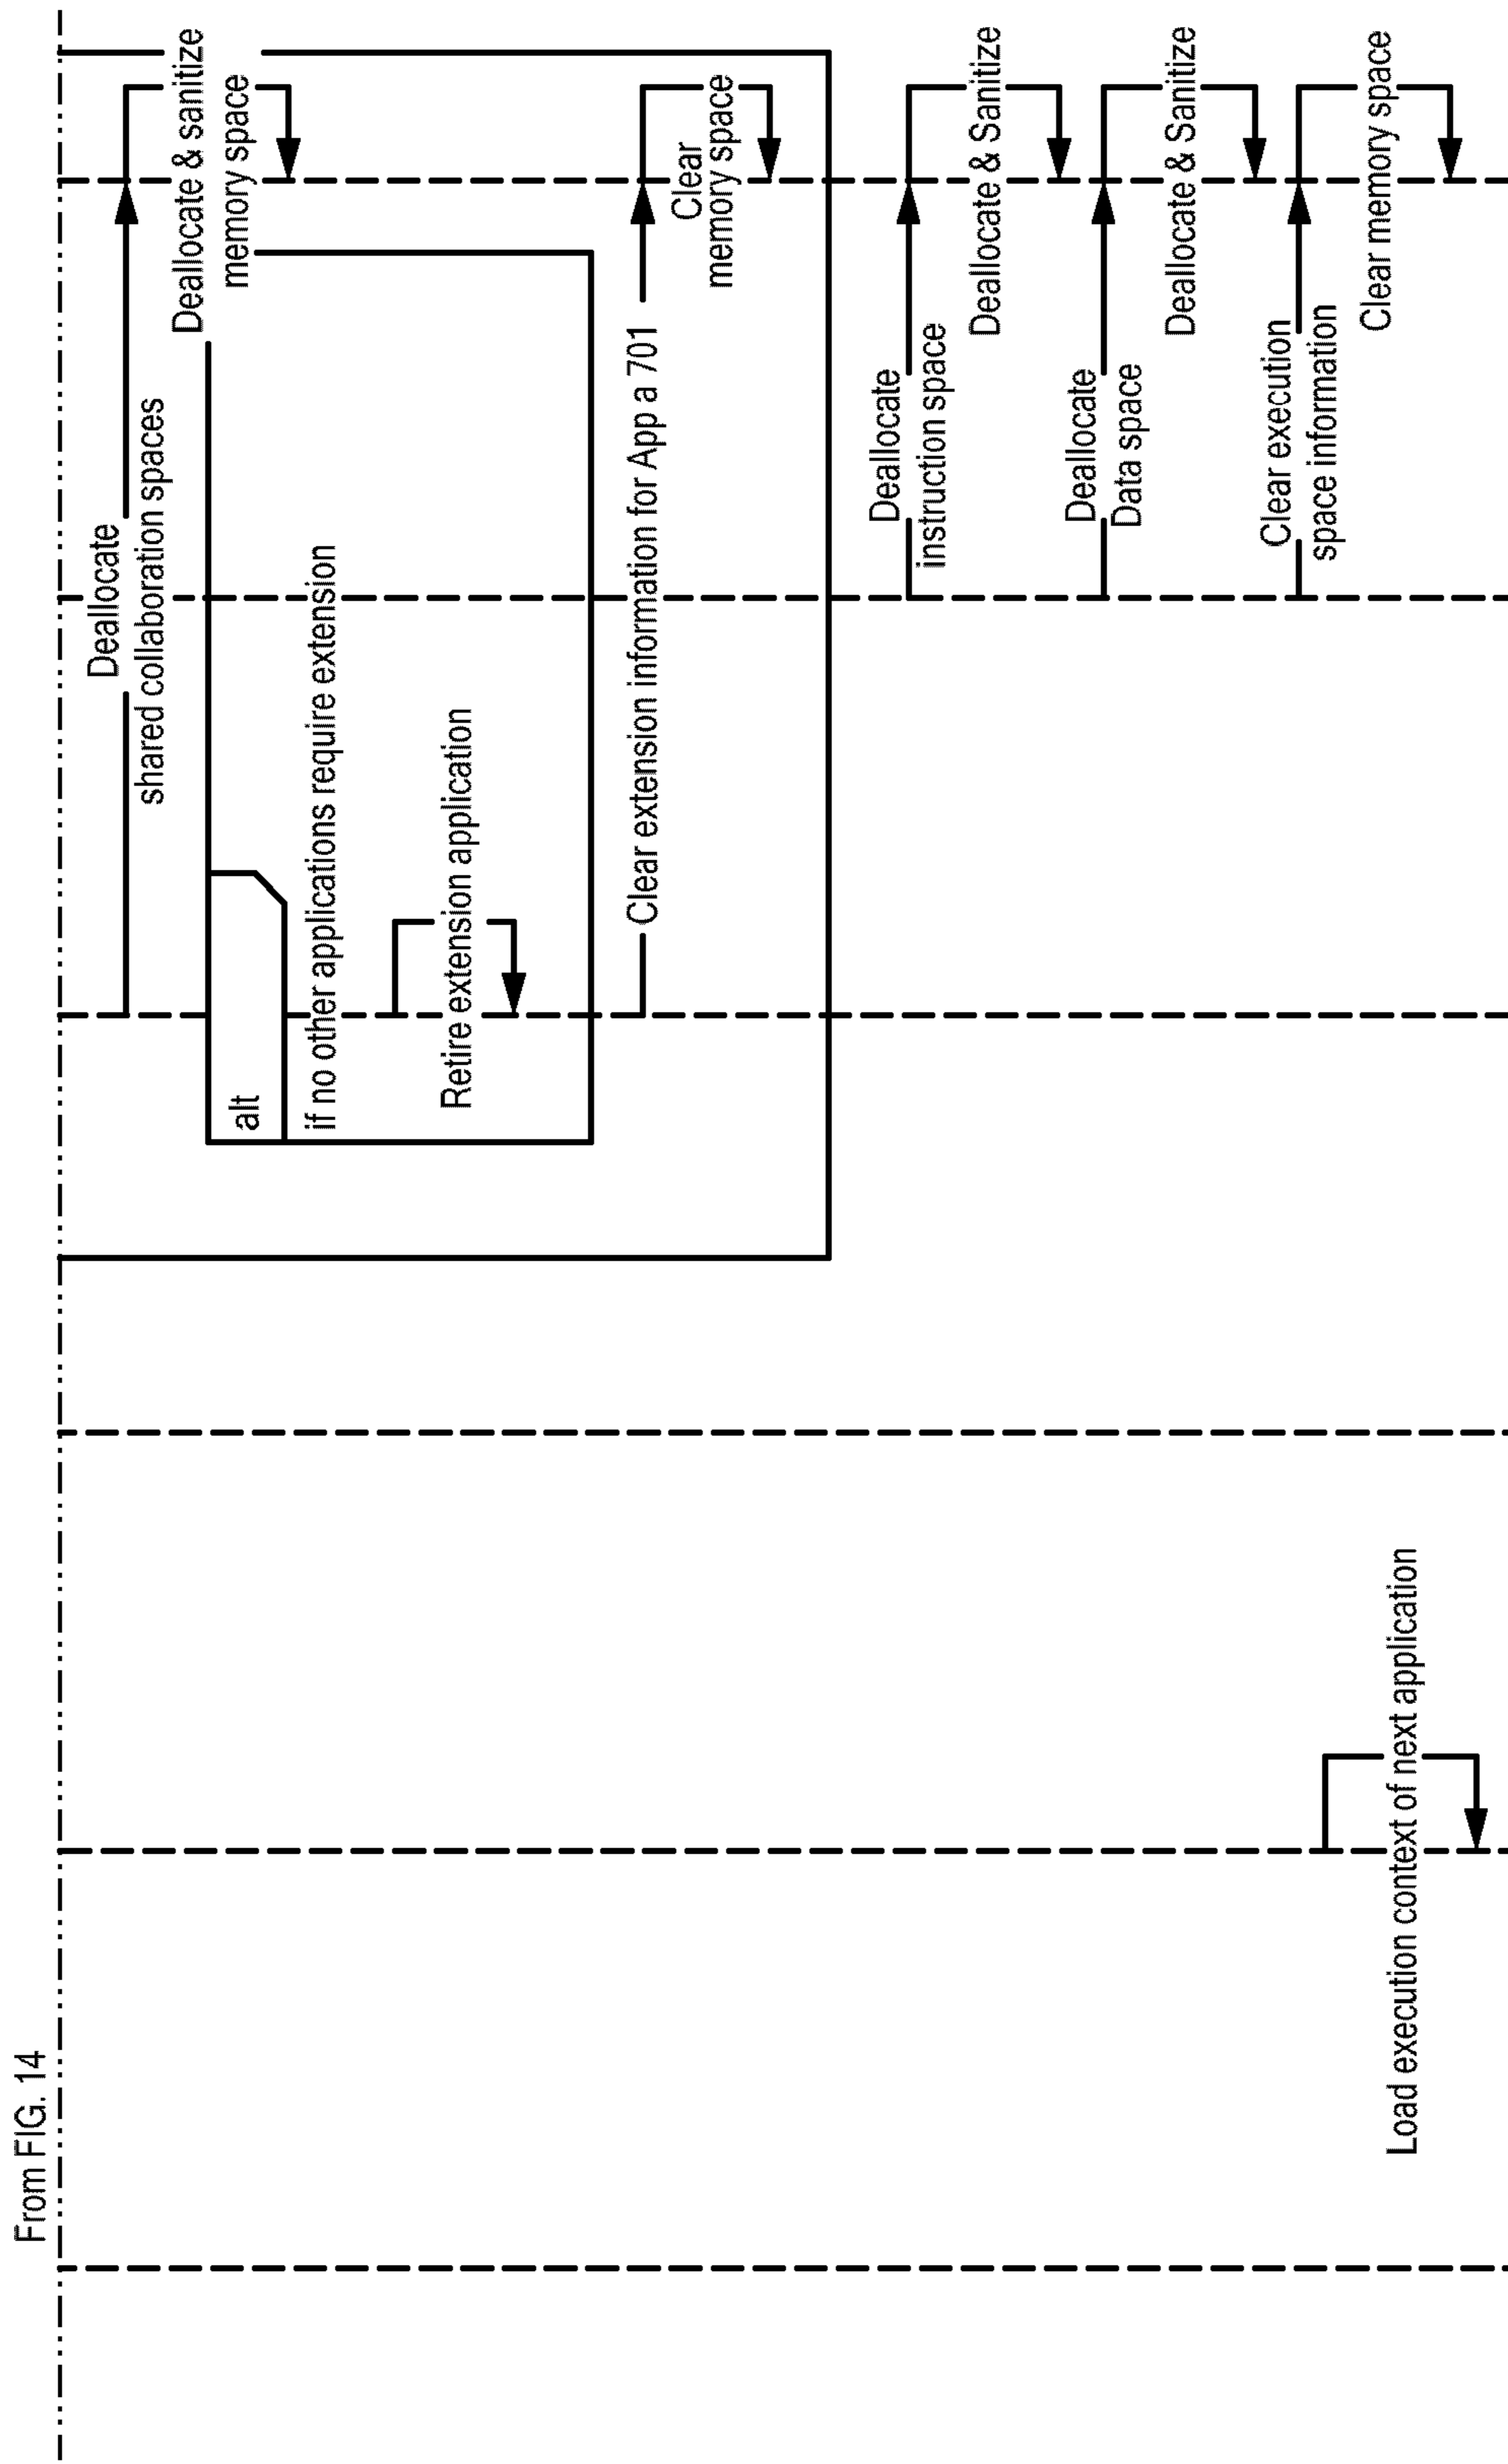 From FIG. 14
Deallocate
shared collaboration spaces
Deallocate & sanitize
memory space
alt
if no other applications require extension
Retire extension application
Clear extension information for App a 701
Clear
memory space
Deallocate
instruction space
Deallocate & Sanitize
Deallocate
Data space
Deallocate & Sanitize
Clear execution
space information
Clear memory space
Load execution context of next application